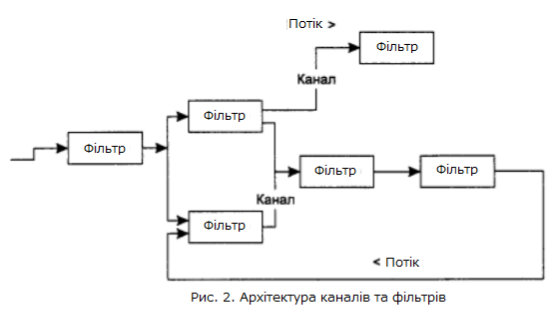 Потік >
Фільтр
Канал
Фільтр
Фільтр
Фільтр
Фільтр
Канал
Фільтр
< Потік
Рис. 2. Архітектура каналів та фільтрів